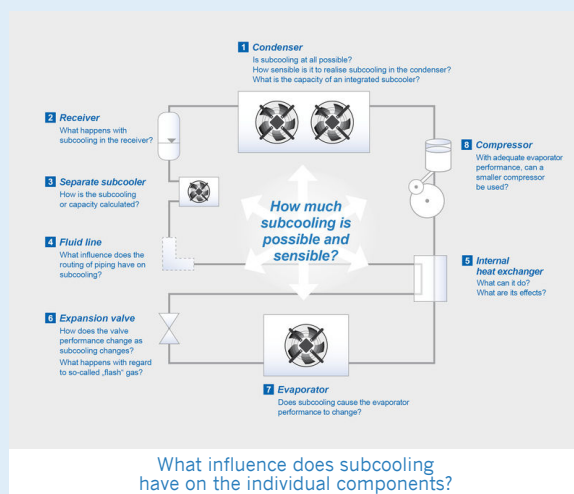 1 Condenser
Is subcooling at all possible?
How sensible is it to realise subcooling in the condenser?
What is the capacity of an integrated subcooler?
2 Receiver
What happens with
subcooling in the receiver?
8 Compressor
With adequate evaporator
performance, can a
smaller compressor
be used?
3 Separate subcooler
How is the subcooling
or capacity calculated?
How much
subcooling is
possible and
sensible?
4 Fluid line
What influence does the
routing of piping have on
subcooling?
5 Internal
heat exchanger
What can it do?
What are its effects?
6 Expansion valve
How does the valve
performance change as
subcooling changes?
What happens with regard
to so-called „flash“ gas?
7 Evaporator
Does subcooling cause the evaporator
performance to change?
What influence does subcooling
have on the individual components?